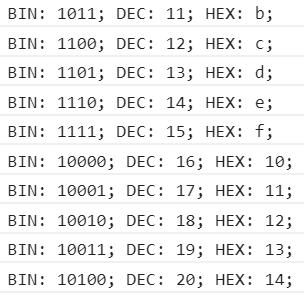 BIN: 1011; DEC: 11; HEX: b;
BIN: 1100; DEC: 12; HEX: c;
BIN: 1101; DEC: 13; HEX: d;
BIN: 1110; DEC: 14; HEX: e;
BIN: 1111; DEC: 15; HEX: f;
BIN: 10000; DEC: 16; HEX: 10;
BIN: 10001; DEC: 17; HEX: 11;
BIN: 10010; DEC: 18; HEX: 12;
BIN: 10011; DEC: 19; HEX: 13;
BIN: 10100; DEC: 20; HEX: 14;